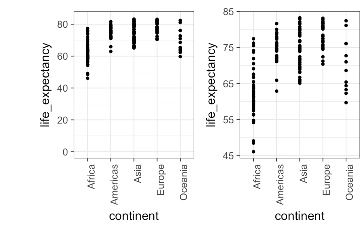 life_expectancy
80
60
40
20
0
Africa
Americas
Asia
Europe
Oceania
continent
life_expectancy
85
75
65
55
45
Africa
Americas
Asia
Europe
Oceania
continent